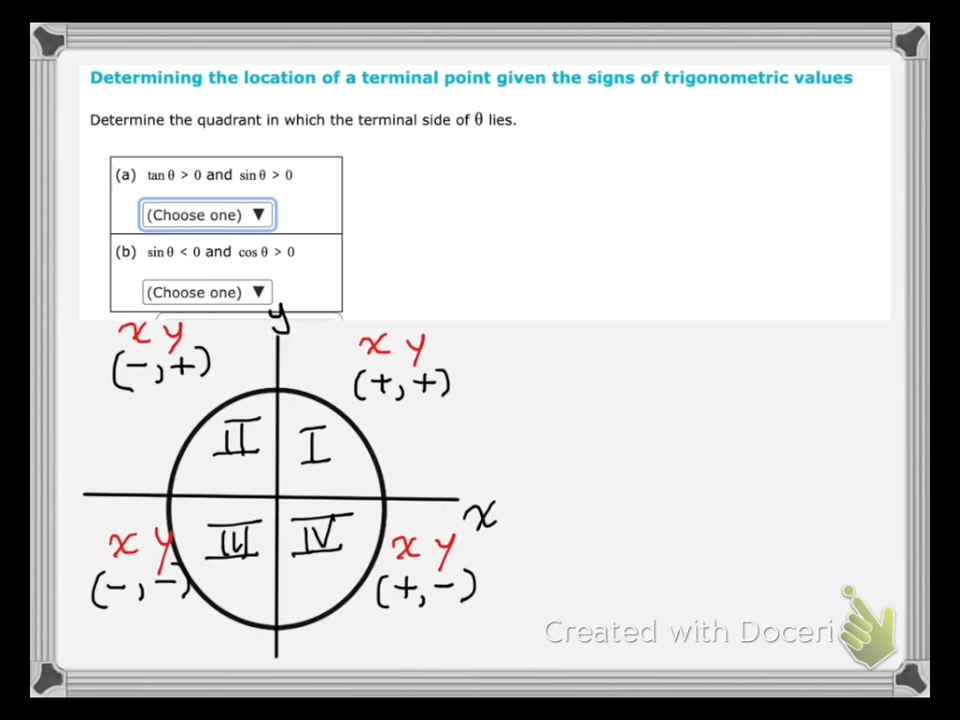 Determining the location of a terminal point given the signs of trigonometric values
Determine the quadrant in which the terminal side of θ lies.
(a) tan θ > 0 and sin θ > 0
(Choose one) ▼
(b) sin θ < 0 and cos θ > 0
(Choose one) ▼
y
x y
(-,+)
x y
(+,+)
II
I
x
III
IV
x y
(-,-)
x y
(+,-)
Created with Doceri